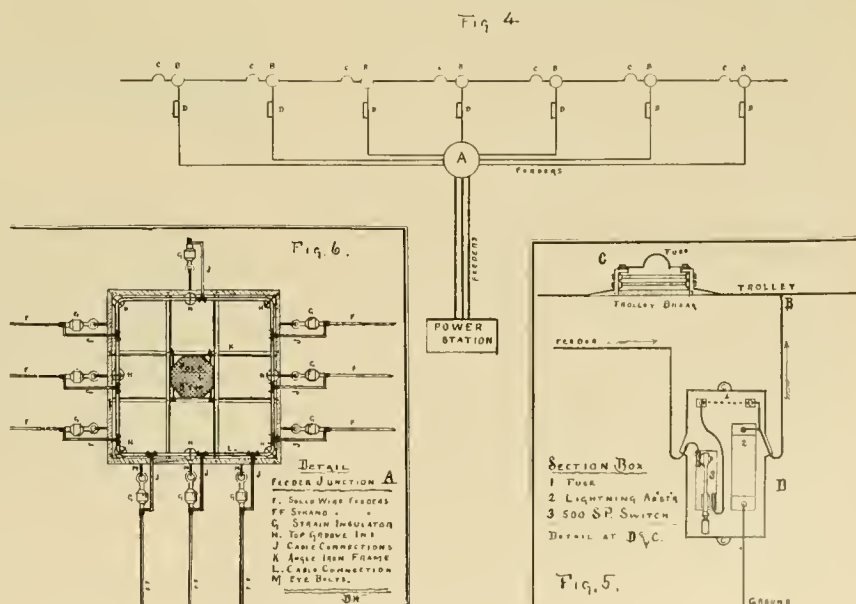 Fig 4
C B C B C B C B C B C B C B
D D D D D D D
A
FEEDERS
FEEDERS
POWER
STATION
Fig. 6.
DETAIL
FEEDER JUNCTION A
F. SOLID WIRE FEEDERS
FF STRAND " "
G STRAIN INSULATOR
H. TOP GROOVE INS
J CABLE CONNECTIONS
K ANGLE IRON FRAME
L. CABLE CONNECTION
M EYE BOLTS.
BH
C
FUSE
TROLLEY BREAK
TROLLEY
B
FEEDER
D
SECTION BOX
1 FUSE
2 LIGHTNING ARS'R
3 500 S.P. SWITCH
DETAIL AT D & C.
Fig. 5.
GROUND